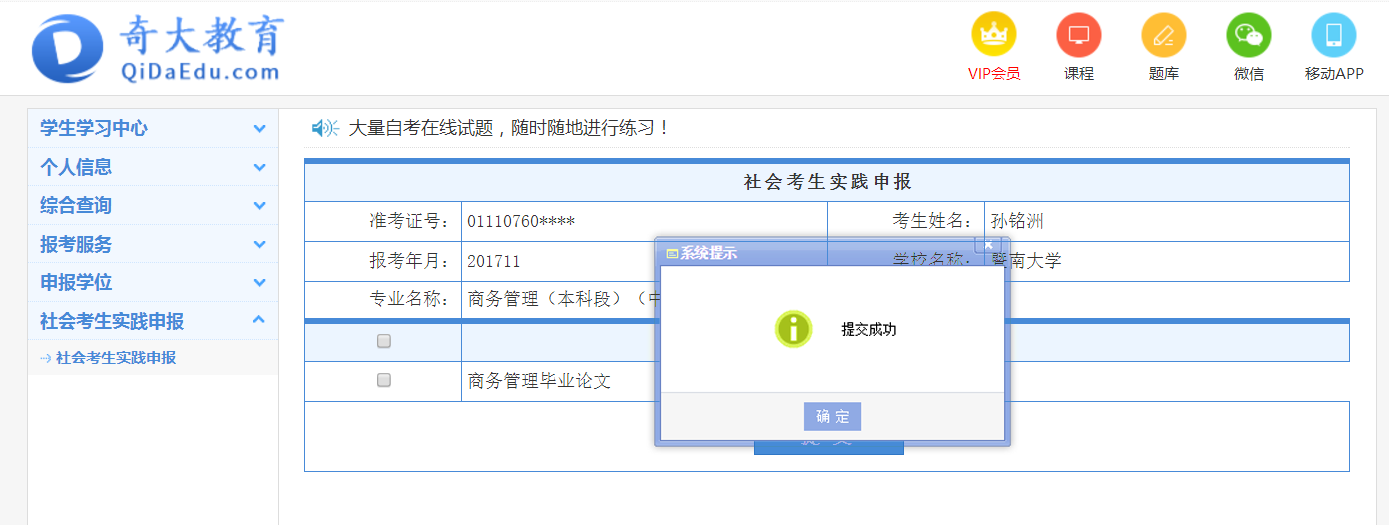 奇大教育
QiDaEdu.com
VIP会员
课程
题库
微信
移动APP
学生学习中心
个人信息
综合查询
报考服务
申报学位
社会考生实践申报
社会考生实践申报
大量自考在线试题，随时随地进行练习！
社会考生实践申报
准考证号： 01110760**** 考生姓名： 孙铭洲
报考年月： 201711 学校名称： 暨南大学
专业名称： 商务管理（本科段）（中
商务管理毕业论文
系统提示
提交成功
确 定
提 交